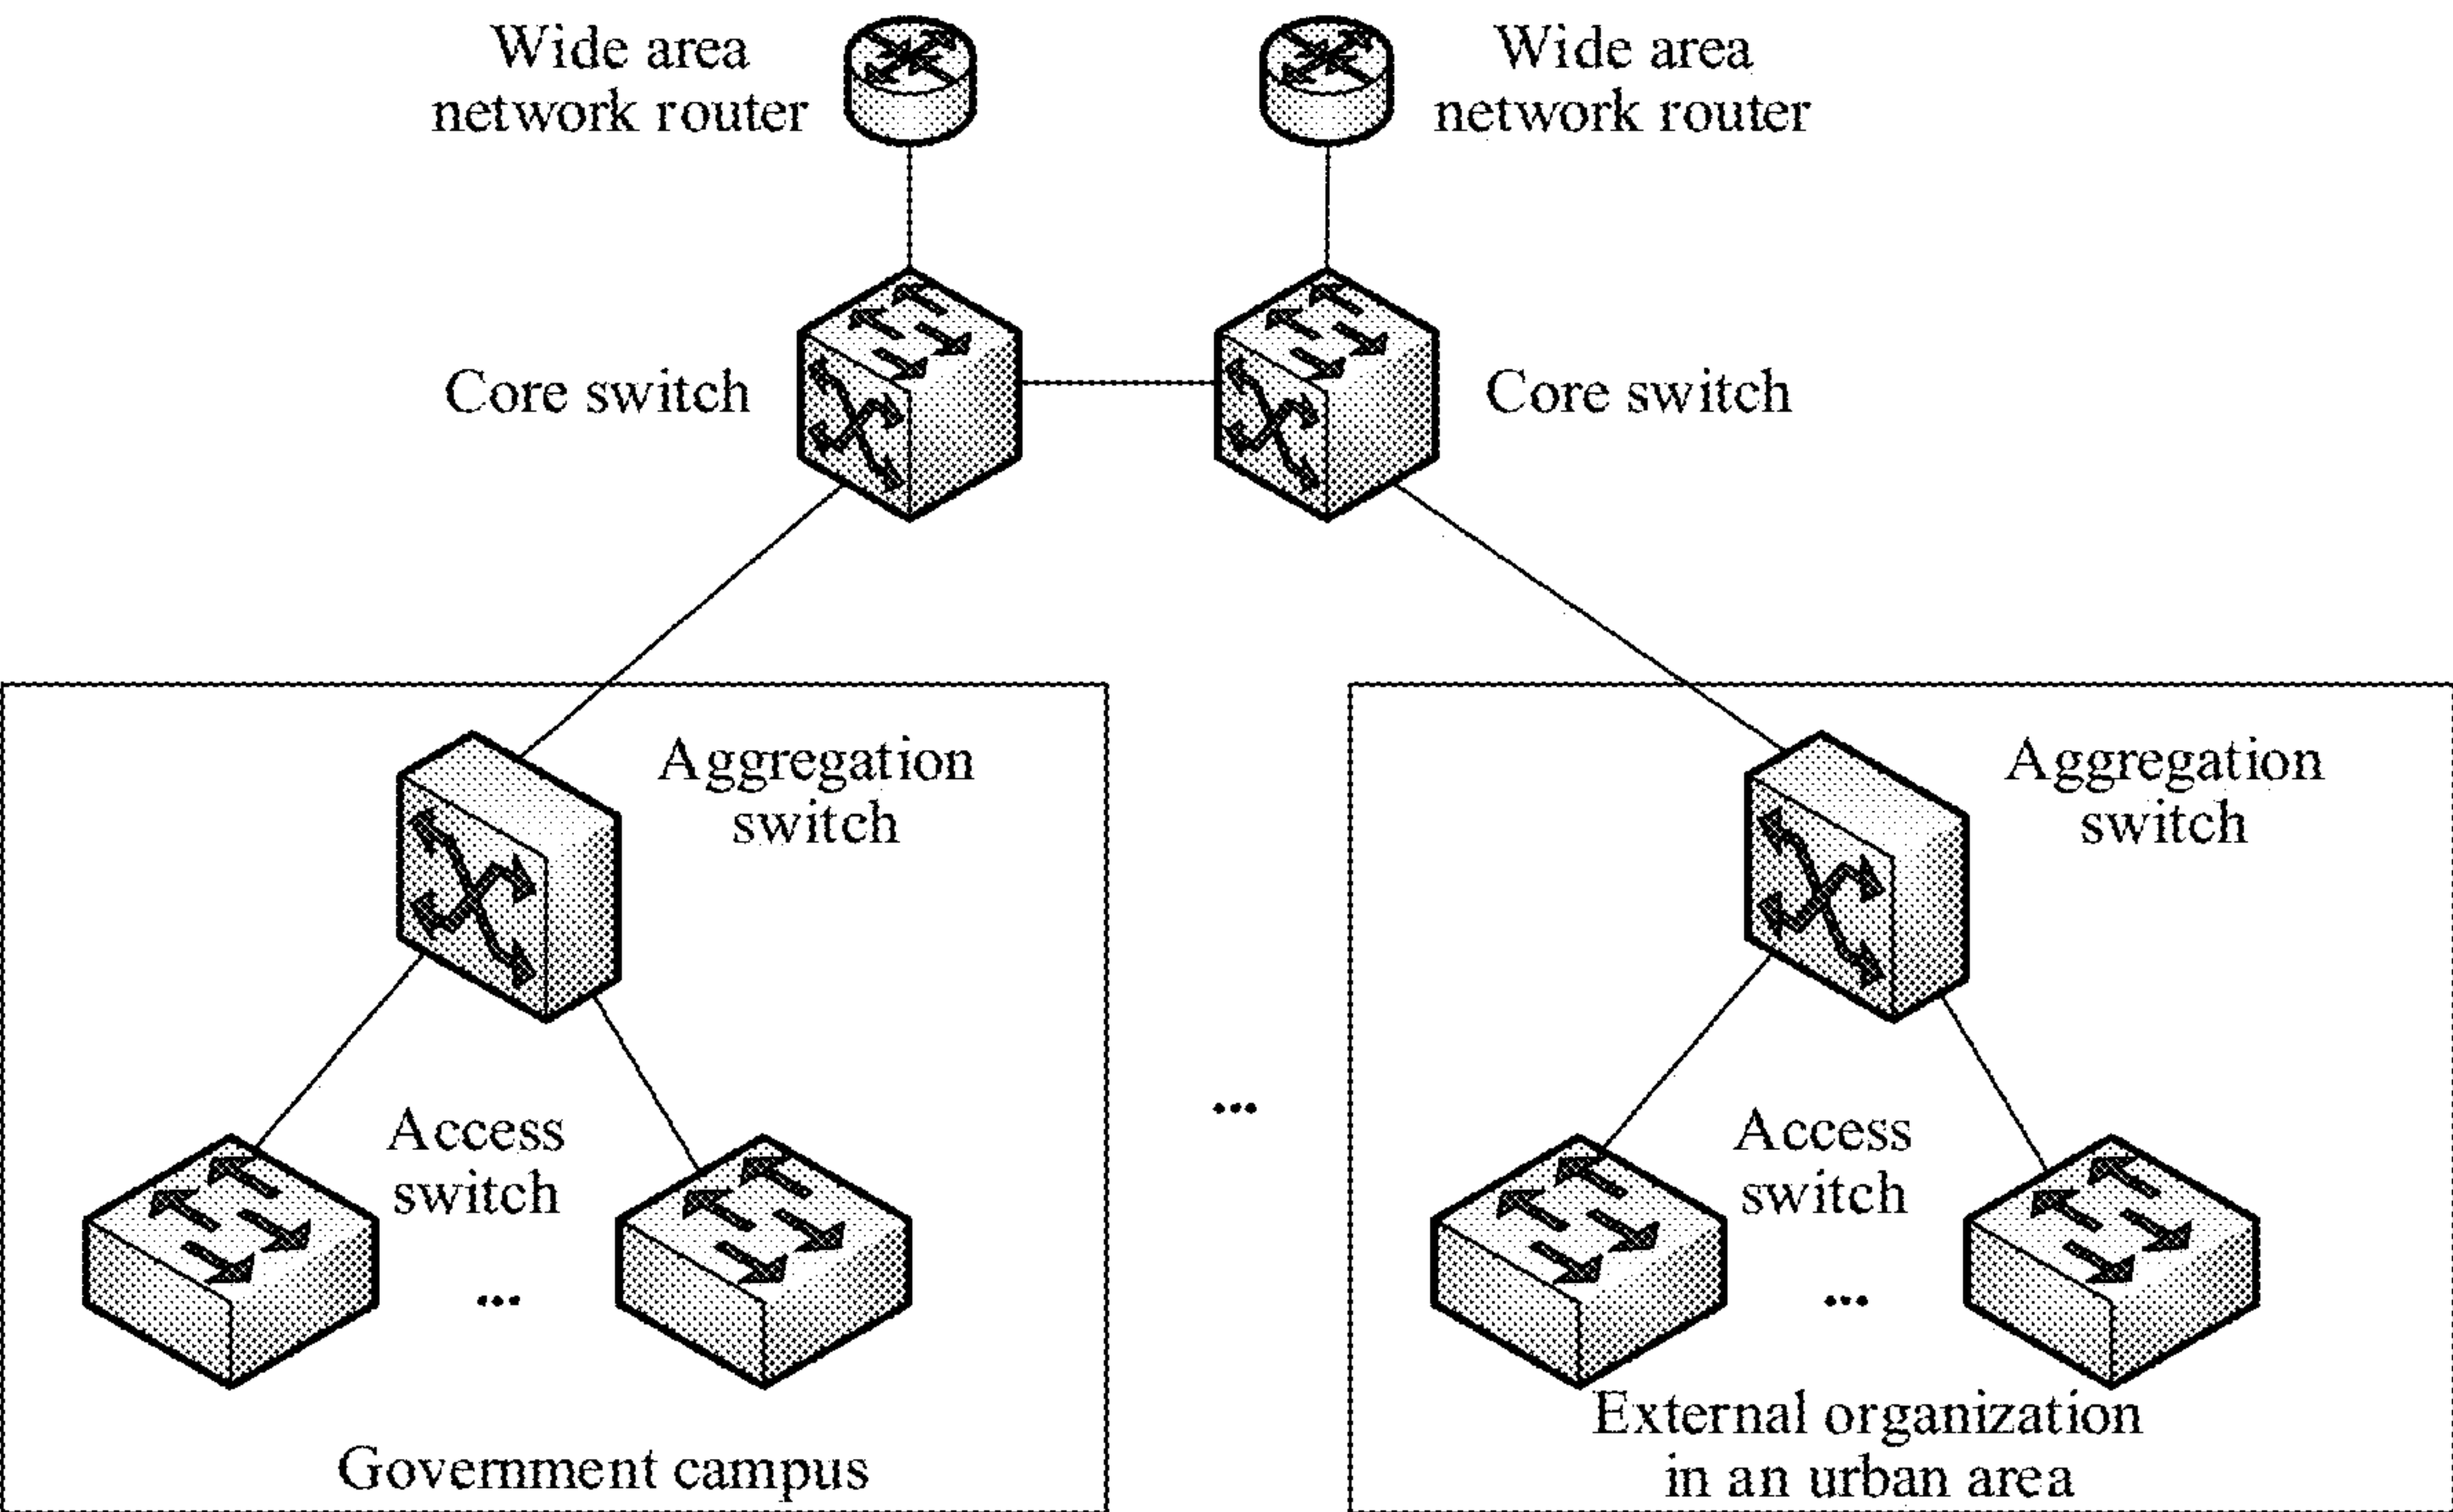 Wide area
network router
Wide area
network router
Core switch
Core switch
Aggregation
switch
Aggregation
switch
Access
switch
...
Access
switch
...
...
Government campus
External organization
in an urban area